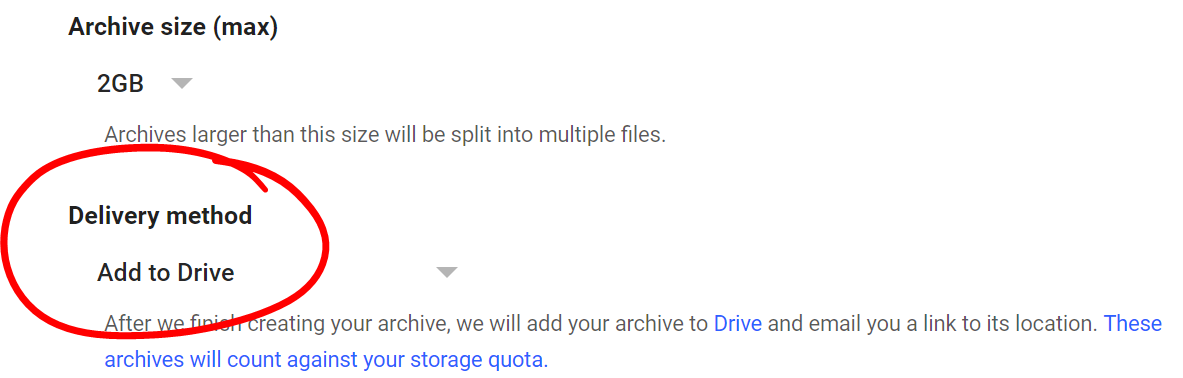 Archive size (max)
2GB
Archives larger than this size will be split into multiple files.
Delivery method
Add to Drive
After we finish creating your archive, we will add your archive to Drive and email you a link to its location. These
archives will count against your storage quota.